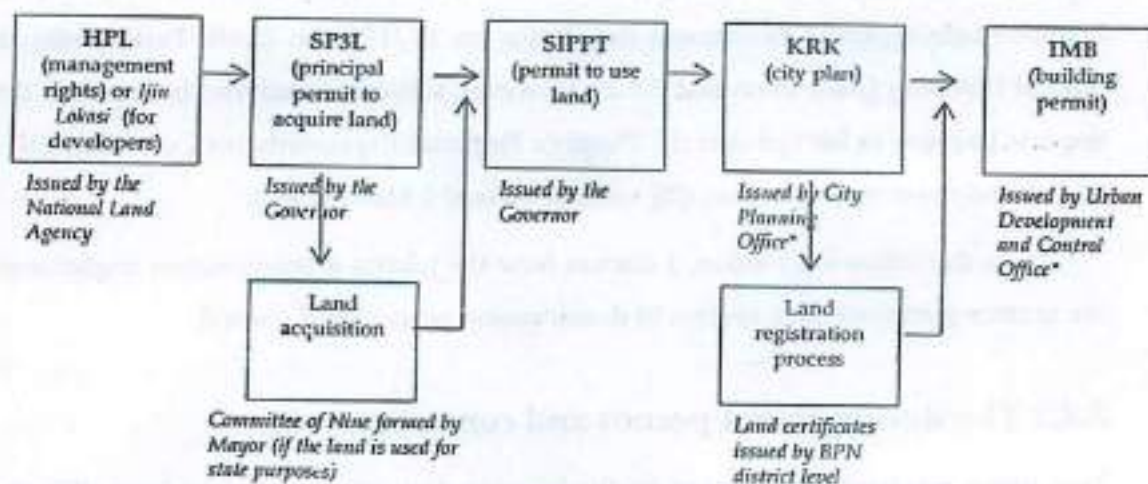 HPL
(management
rights) or Ijin
Lokasi (for
developers)
SP3L
(principal
permit to
acquire land)
SIPPT
(permit to use
land)
KRK
(city plan)
IMB
(building
permit)
Issued by the
National Land
Agency
Issued by the
Governor
Issued by the
Governor
Issued by City
Planning
Office*
Issued by Urban
Development
and Control
Office*
Land
acquisition
Land
registration
process
Committee of Nine formed by
Mayor (if the land is used for
state purposes)
Land certificates
issued by BPN
district level